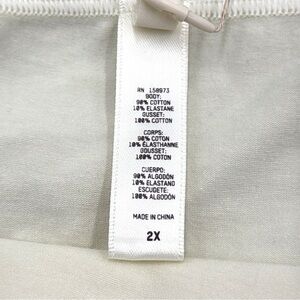 RN 158973
BODY:
90% COTTON
10% ELASTANE
GUSSET:
100% COTTON
CORPS:
90% COTON
10% ÉLASTHANNE
GOUSSET:
100% COTON
CUERPO:
90% ALGODÓN
10% ELASTANO
ESCUDETE:
100% ALGODÓN
MADE IN CHINA
2X